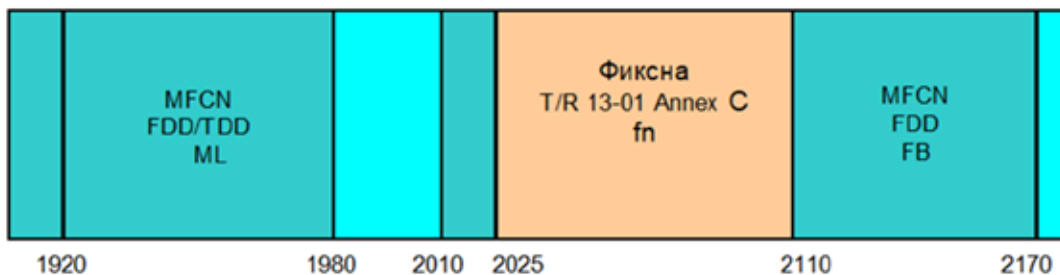 MFCN
FDD/TDD
ML
Фиксна
T/R 13-01 Annex C
fn
MFCN
FDD
FB
1920 1980 2010 2025 2110 2170